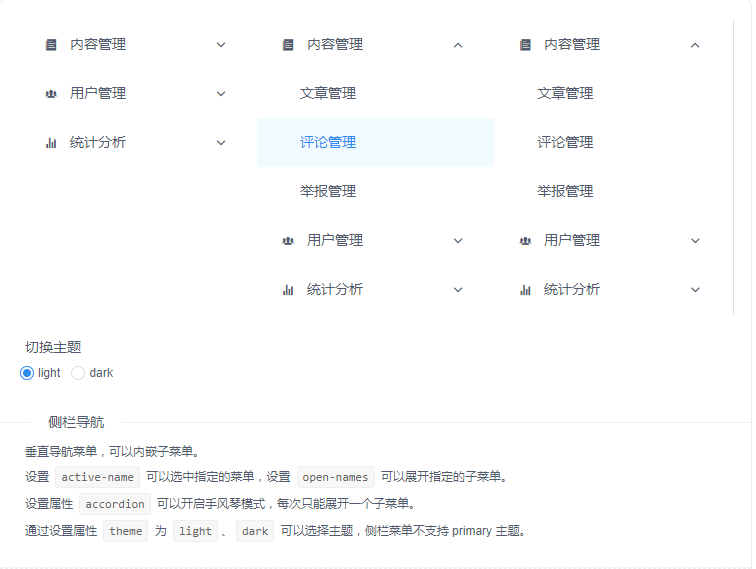 内容管理
用户管理
统计分析
内容管理
文章管理
评论管理
举报管理
用户管理
统计分析
内容管理
文章管理
评论管理
举报管理
用户管理
统计分析
切换主题
light dark
侧栏导航
垂直导航菜单，可以内嵌子菜单。
设置 active-name 可以选中指定的菜单，设置 open-names 可以展开指定的子菜单。
设置属性 accordion 可以开启手风琴模式，每次只能展开一个子菜单。
通过设置属性 theme 为 light 、 dark 可以选择主题，侧栏菜单不支持 primary 主题。